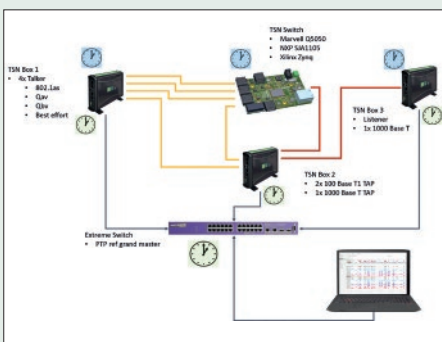 TSN Box 1
• 4x Talker
• 802.1as
• Qav
• Qbv
• Best effort
TSN Switch
• Marvell Q5050
• NXP SJA1105
• Xilinx Zynq
TSN Box 3
• Listener
• 1x 1000 Base T
TSN Box 2
• 2x 100 Base T1 TAP
• 1x 1000 Base T TAP
Extreme Switch
• PTP ref.grand master